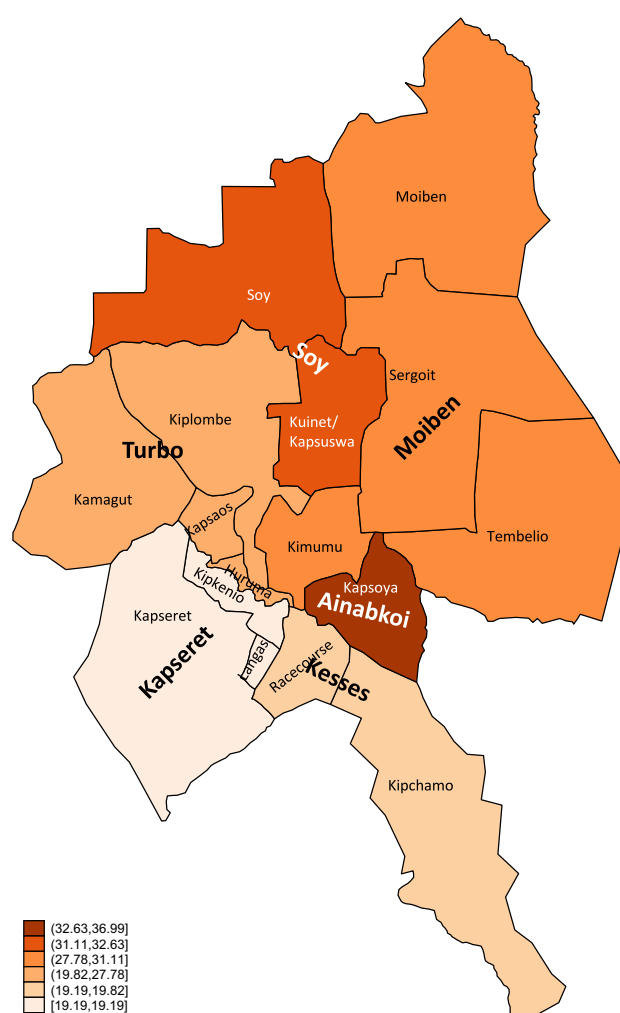 Moiben
Soy
Soy
Sergoit
Kiplombe
Kuinet/
Kapsuswa
Moiben
Turbo
Kamagut
Kapsaos
Tembelio
Kimumu
Huruma
Kipkenio
Kapsoya
Ainabkoi
Kapseret
Kapseret
Langas
Racecourse
Kesses
Kipchamo
(32.63,36.99]
(31.11,32.63]
(27.78,31.11]
(19.82,27.78]
(19.19,19.82]
[19.19,19.19]